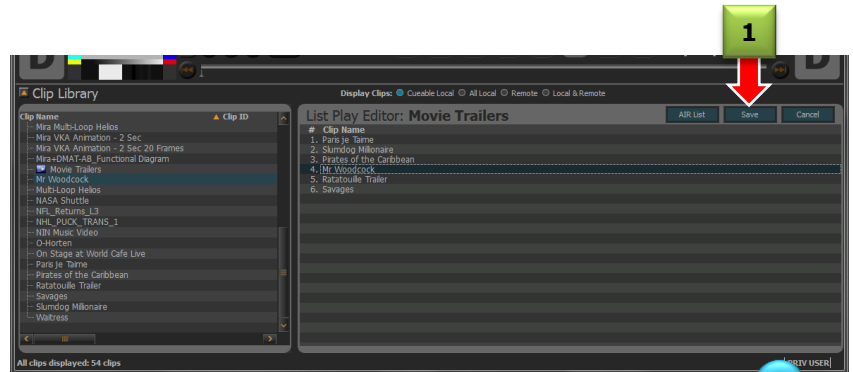 1
D
D
Clip Library
Display Clips: Cueable Local All Local Remote Local & Remote
Clip Name Clip ID
Mira Multi-Loop Helios
Mira VKA Animation - 2 Sec
Mira VKA Animation - 2 Sec 20 Frames
Mira+DMAT-AB_Functional Diagram
Movie Trailers
Mr Woodcock
Multi-Loop Helios
NASA Shuttle
NFL_Returns_L3
NHL_PUCK_TRANS_1
NIN Music Video
O-Horten
On Stage at World Cafe Live
Paris Je Taime
Pirates of the Caribbean
Ratatouille Trailer
Savages
Slumdog Milionaire
Waitress
All clips displayed: 54 clips
List Play Editor: Movie Trailers
AIR List Save Cancel
# Clip Name
1. Paris Je Taime
2. Slumdog Milionaire
3. Pirates of the Caribbean
4. Mr Woodcock
5. Ratatouille Trailer
6. Savages
PRIV USER